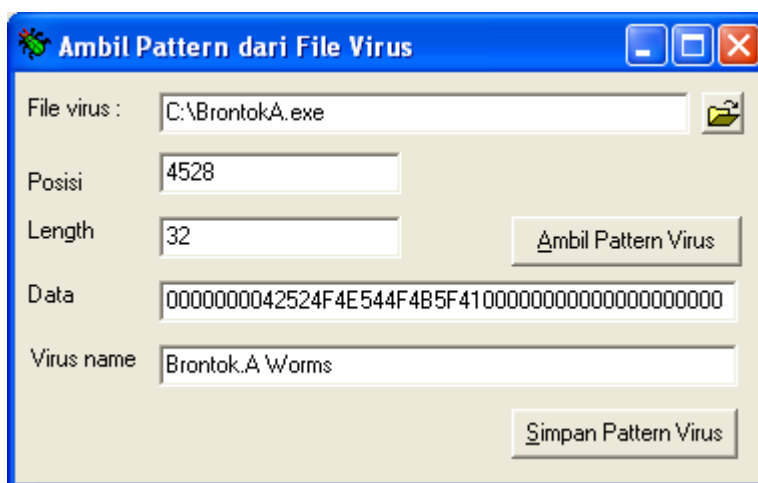 Ambil Pattern dari File Virus
File virus :
C:\BrontokA.exe
Posisi
4528
Length
32
Ambil Pattern Virus
Data
0000000042524F4E544F4B5F4100000000000000000000
Virus name
Brontok.A Worms
Simpan Pattern Virus